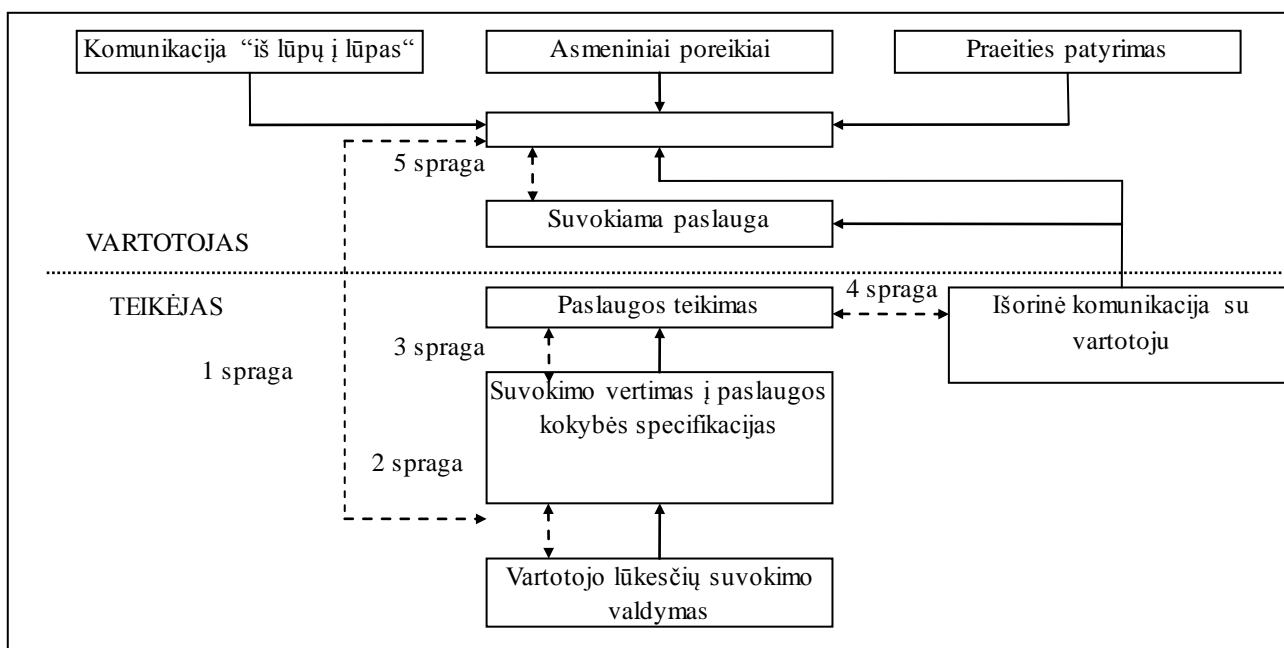 Komunikacija “iš lūpų į lūpas“
Asmeniniai poreikiai
Praeities patyrimas
5 spraga
Suvokiama paslauga
VARTOTOJAS
TEIKĖJAS
Paslaugos teikimas
4 spraga
Išorinė komunikacija su
vartotoju
3 spraga
1 spraga
Suvokimo vertimas į paslaugos
kokybės specifikacijas
2 spraga
Vartotojo lūkesčių suvokimo
valdymas